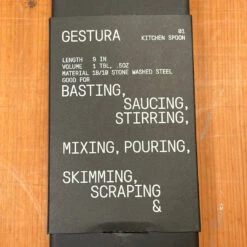 GESTURA 01
KITCHEN SPOON
LENGTH 9 IN
VOLUME 1 TBL, .5OZ
MATERIAL 18/10 STONE WASHED STEEL
GOOD FOR
BASTING,
SAUCING,
STIRRING,
MIXING, POURING,
SKIMMING,
SCRAPING
&